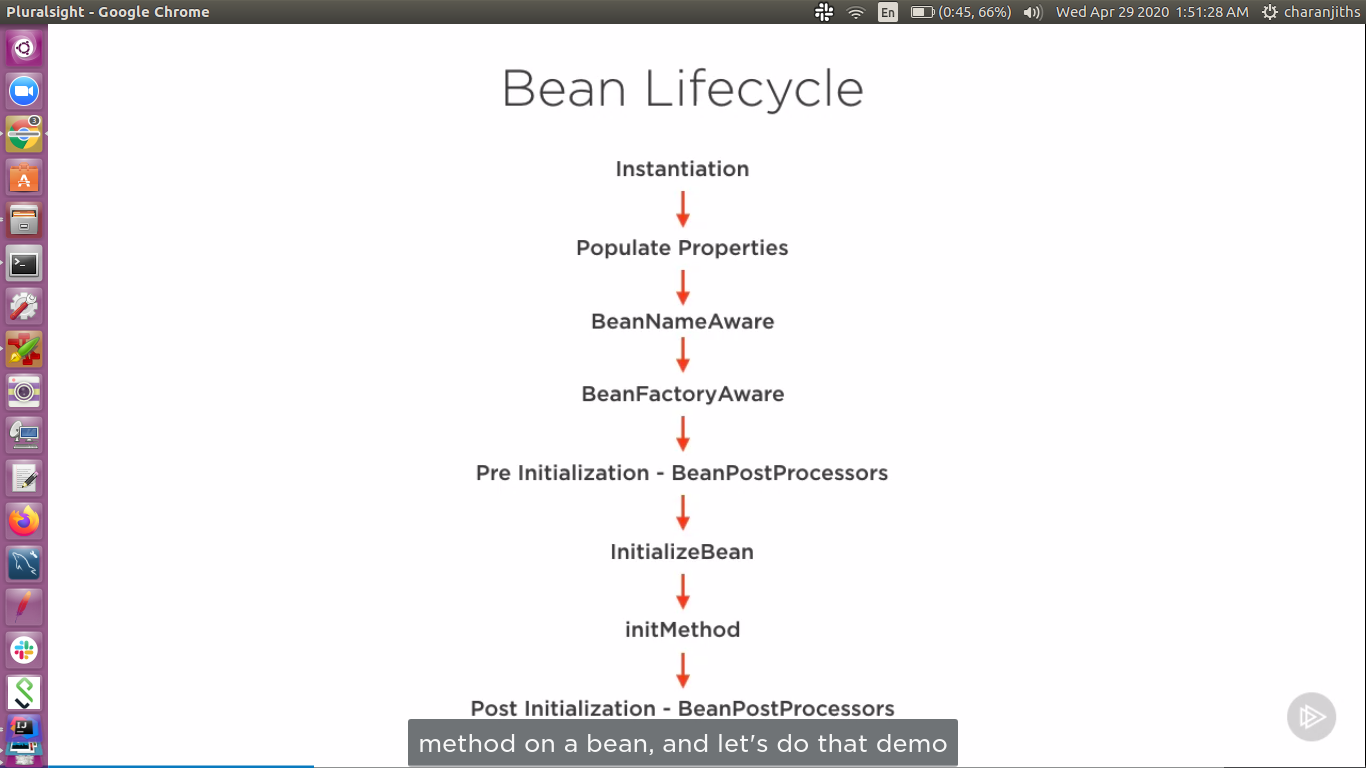 Pluralsight - Google Chrome
En
(0:45, 66%)
Wed Apr 29 2020 1:51:28 AM
charanjiths
3
Bean Lifecycle
Instantiation
Populate Properties
BeanNameAware
BeanFactoryAware
Pre Initialization - BeanPostProcessors
InitializeBean
initMethod
Post Initialization - BeanPostProcessors
method on a bean, and let's do that demo
IJ